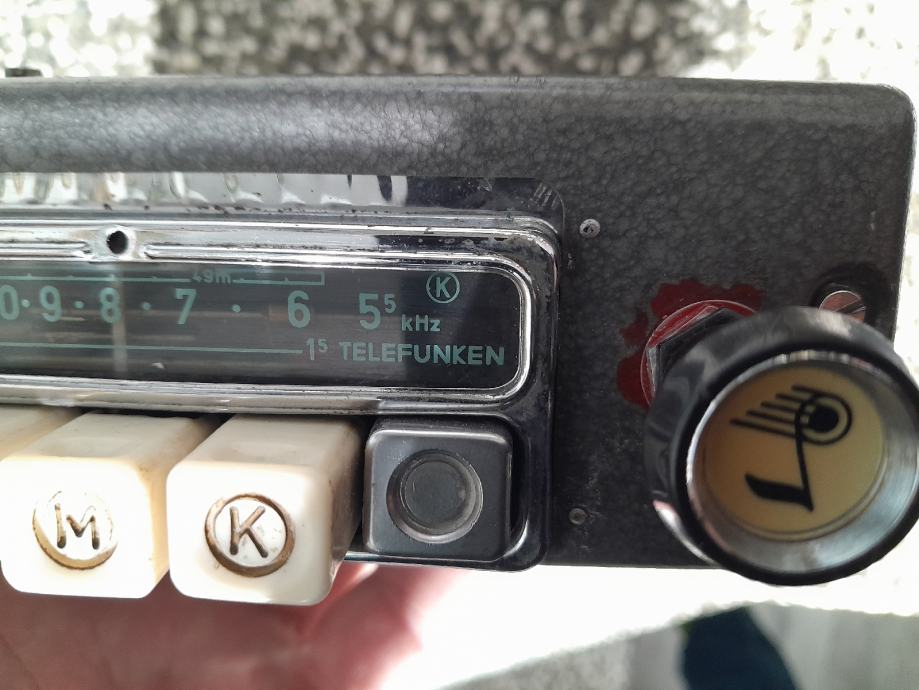 49m
0·9·8·7·6 5⁵ kHz K
1⁵ TELEFUNKEN
M K